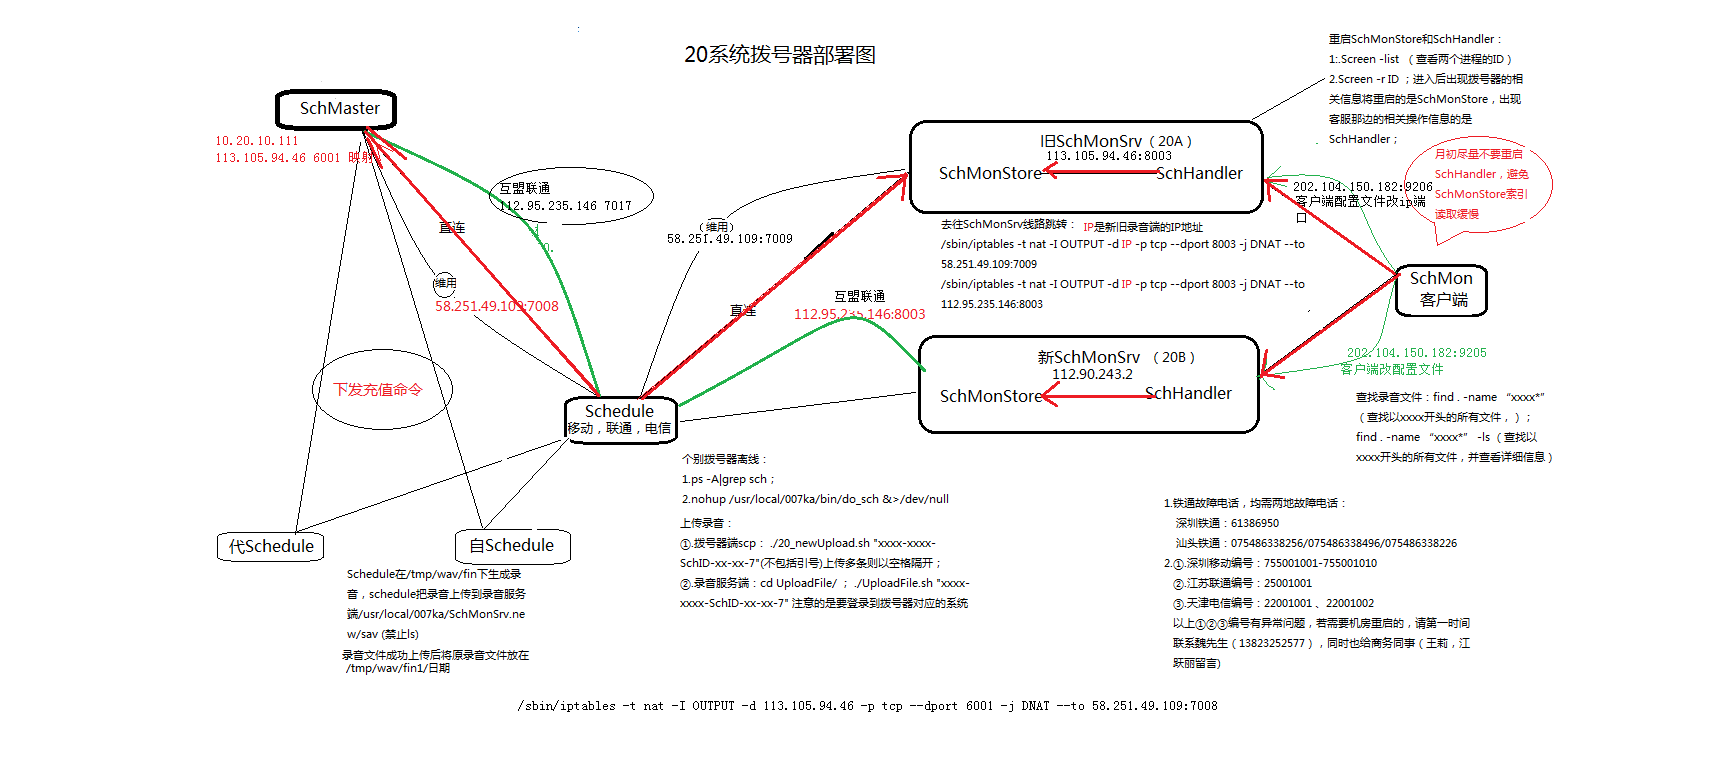 20系统拨号器部署图
SchMaster
10.20.10.111
113.105.94.46 6001 映射
互盟联通
112.95.235.146 7017
直连
维用
58.251.49.109:7008
下发充值命令
Schedule
移动，联通，电信
代Schedule
自Schedule
Schedule在/tmp/wav/fin下生成录
音，schedule把录音上传到录音服务
端/usr/local/007ka/SchMonSrv.ne
w/sav (禁止ls)
录音文件成功上传后将原录音文件放在
/tmp/wav/fin1/日期
（维用）
58.251.49.109:7009
直连
互盟联通
112.95.235.146:8003
旧SchMonSrv（20A）
113.105.94.46:8003
SchMonStore
SchHandler
去往SchMonSrv线路跳转： IP是新旧录音端的IP地址
/sbin/iptables -t nat -I OUTPUT -d IP -p tcp --dport 8003 -j DNAT --to
58.251.49.109:7009
/sbin/iptables -t nat -I OUTPUT -d IP -p tcp --dport 8003 -j DNAT --to
112.95.235.146:8003
新SchMonSrv （20B）
112.90.243.2
SchMonStore
SchHandler
重启SchMonStore和SchHandler：
1:.Screen -list （查看两个进程的ID）
2.Screen -r ID ；进入后出现拨号器的相
关信息将重启的是SchMonStore，出现
客服那边的相关操作信息的是
SchHandler；
月初尽量不要重启
SchHandler，避免
SchMonStore索引
读取缓慢
202.104.150.182:9206
客户端配置文件改ip端
口
SchMon
客户端
202.104.150.182:9205
客户端改配置文件
查找录音文件：find . -name “xxxx*”
（查找以xxxx开头的所有文件，）；
find . -name “xxxx*” -ls（查找以
xxxx开头的所有文件，并查看详细信息）
个别拨号器离线：
1.ps -A|grep sch；
2.nohup /usr/local/007ka/bin/do_sch &>/dev/null
上传录音：
①.拨号器端scp： ./20_newUpload.sh "xxxx-xxxx-
SchID-xx-xx-7"(不包括引号)上传多条则以空格隔开；
②.录音服务端：cd UploadFile/ ；./UploadFile.sh "xxxx-
xxxx-SchID-xx-xx-7" 注意的是要登录到拨号器对应的系统
1.铁通故障电话，均需两地故障电话：
深圳铁通：61386950
汕头铁通：075486338256/075486338496/075486338226
2.①.深圳移动编号：755001001-755001010
②.江苏联通编号：25001001
③.天津电信编号：22001001 、22001002
以上①②③编号有异常问题，若需要机房重启的，请第一时间
联系魏先生（13823252577），同时也给商务同事（王莉，江
跃丽留言)
/sbin/iptables -t nat -I OUTPUT -d 113.105.94.46 -p tcp --dport 6001 -j DNAT --to 58.251.49.109:7008